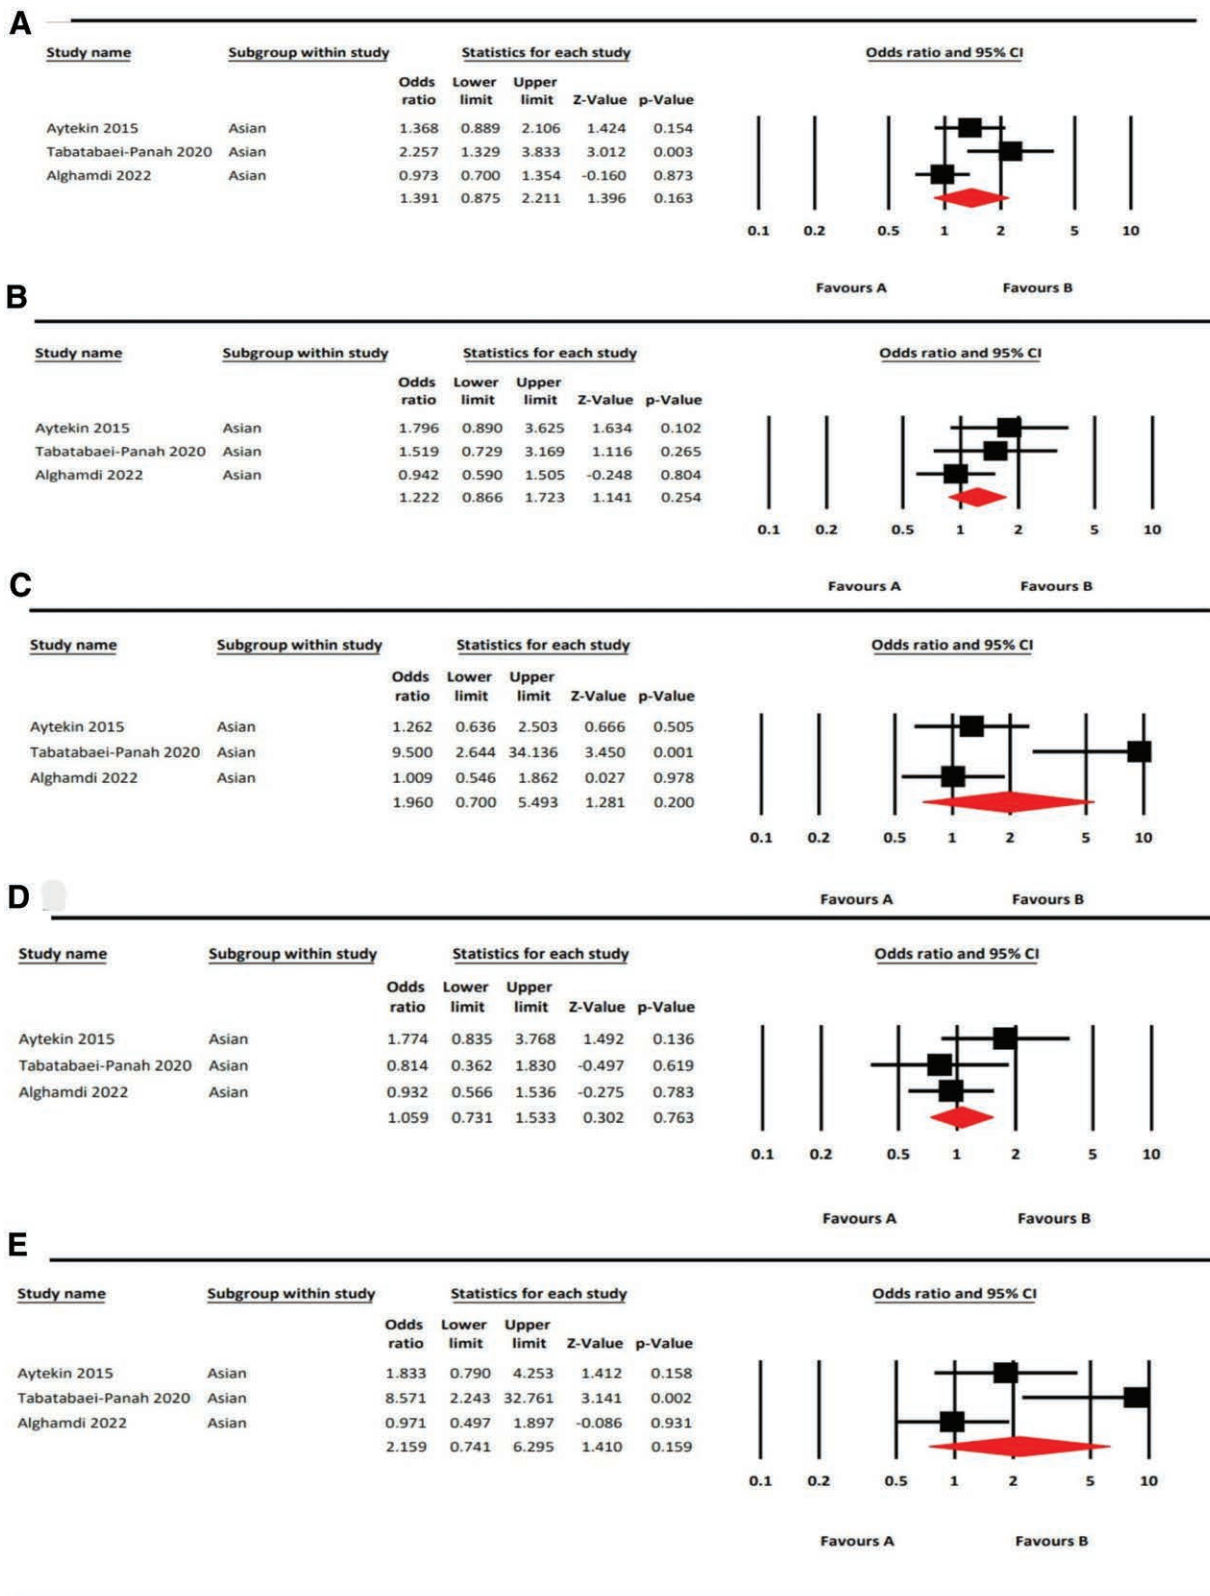 A
Study name Subgroup within study Statistics for each study Odds ratio and 95% CI
Odds Lower Upper
ratio limit limit Z-Value p-Value
Aytekin 2015 Asian 1.368 0.889 2.106 1.424 0.154
Tabatabaei-Panah 2020 Asian 2.257 1.329 3.833 3.012 0.003
Alghamdi 2022 Asian 0.973 0.700 1.354 -0.160 0.873
1.391 0.875 2.211 1.396 0.163
0.1 0.2 0.5 1 2 5 10
Favours A Favours B
B
Study name Subgroup within study Statistics for each study Odds ratio and 95% CI
Odds Lower Upper
ratio limit limit Z-Value p-Value
Aytekin 2015 Asian 1.796 0.890 3.625 1.634 0.102
Tabatabaei-Panah 2020 Asian 1.519 0.729 3.169 1.116 0.265
Alghamdi 2022 Asian 0.942 0.590 1.505 -0.248 0.804
1.222 0.866 1.723 1.141 0.254
0.1 0.2 0.5 1 2 5 10
Favours A Favours B
C
Study name Subgroup within study Statistics for each study Odds ratio and 95% CI
Odds Lower Upper
ratio limit limit Z-Value p-Value
Aytekin 2015 Asian 1.262 0.636 2.503 0.666 0.505
Tabatabaei-Panah 2020 Asian 9.500 2.644 34.136 3.450 0.001
Alghamdi 2022 Asian 1.009 0.546 1.862 0.027 0.978
1.960 0.700 5.493 1.281 0.200
0.1 0.2 0.5 1 2 5 10
Favours A Favours B
D
Study name Subgroup within study Statistics for each study Odds ratio and 95% CI
Odds Lower Upper
ratio limit limit Z-Value p-Value
Aytekin 2015 Asian 1.774 0.835 3.768 1.492 0.136
Tabatabaei-Panah 2020 Asian 0.814 0.362 1.830 -0.497 0.619
Alghamdi 2022 Asian 0.932 0.566 1.536 -0.275 0.783
1.059 0.731 1.533 0.302 0.763
0.1 0.2 0.5 1 2 5 10
Favours A Favours B
E
Study name Subgroup within study Statistics for each study Odds ratio and 95% CI
Odds Lower Upper
ratio limit limit Z-Value p-Value
Aytekin 2015 Asian 1.833 0.790 4.253 1.412 0.158
Tabatabaei-Panah 2020 Asian 8.571 2.243 32.761 3.141 0.002
Alghamdi 2022 Asian 0.971 0.497 1.897 -0.086 0.931
2.159 0.741 6.295 1.410 0.159
0.1 0.2 0.5 1 2 5 10
Favours A Favours B